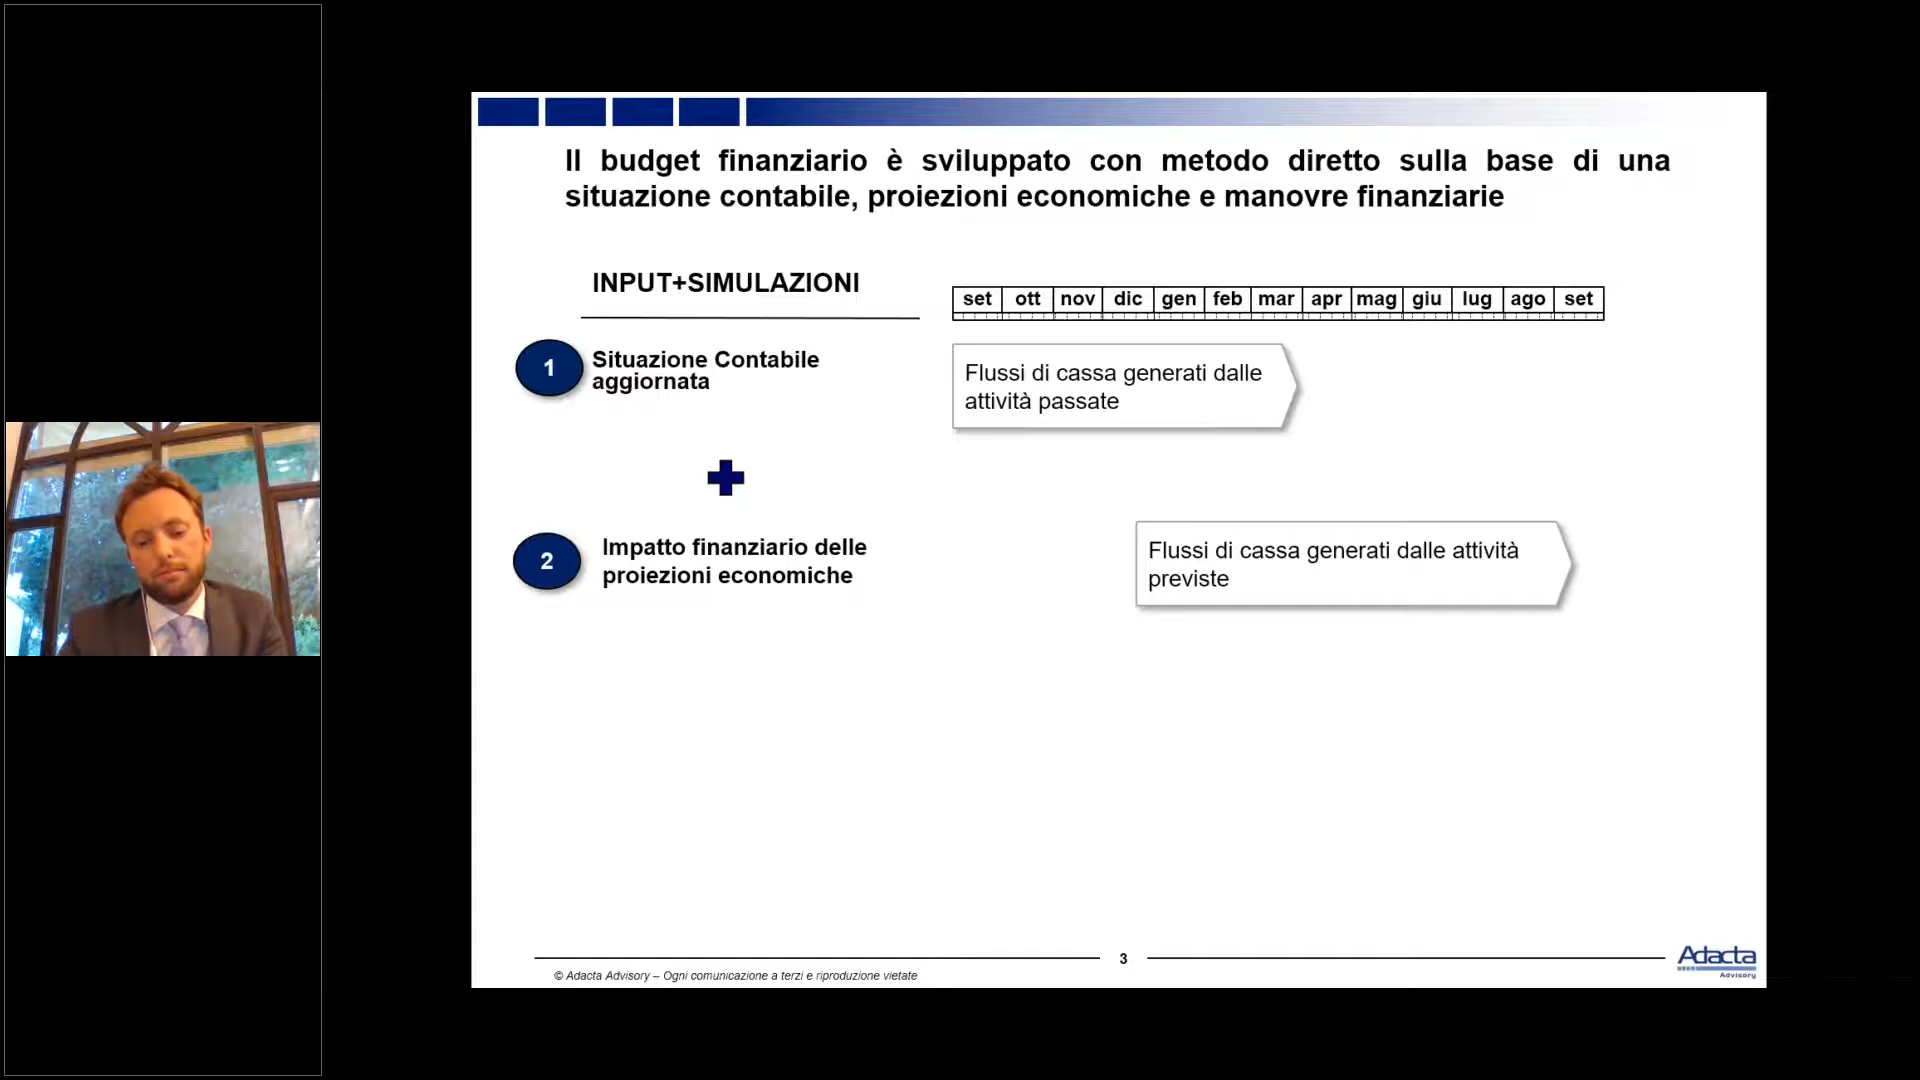 Il budget finanziario è sviluppato con metodo diretto sulla base di una
situazione contabile, proiezioni economiche e manovre finanziarie
INPUT+SIMULAZIONI
set ott nov dic gen feb mar apr mag giu lug ago set
1
Situazione Contabile
aggiornata
Flussi di cassa generati dalle
attività passate
2
Impatto finanziario delle
proiezioni economiche
Flussi di cassa generati dalle attività
previste
3
© Adacta Advisory – Ogni comunicazione a terzi e riproduzione vietate
Adacta
Advisory